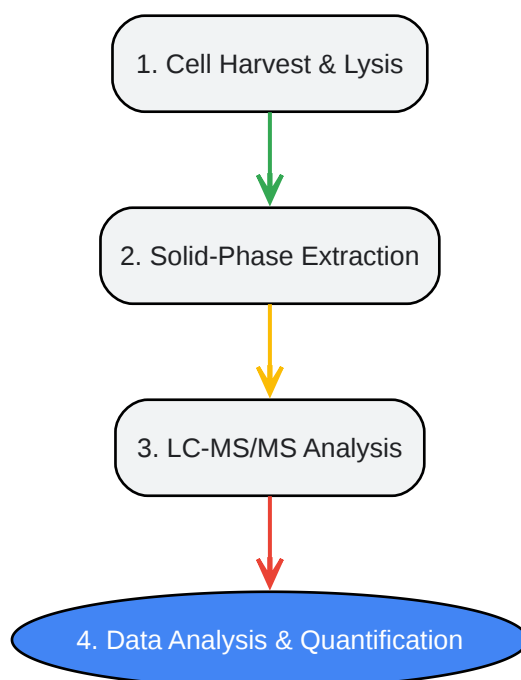 1. Cell Harvest & Lysis
2. Solid-Phase Extraction
3. LC-MS/MS Analysis
4. Data Analysis & Quantification